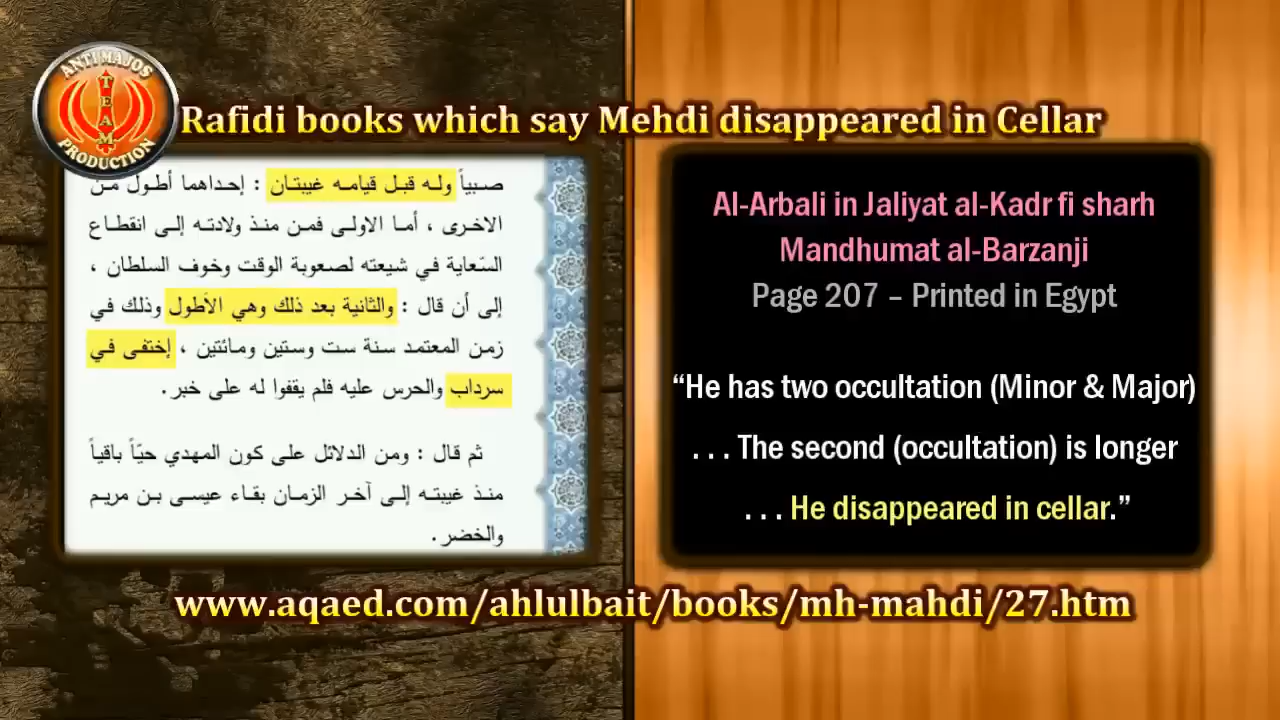 ANTI MAJOS
TEAM
PRODUCTION
Rafidi books which say Mehdi disappeared in Cellar
صبياً وله قبل قيامه غيبتان : إحداهما أطول من
الاخرى ، أما الاولى فمن منذ ولادته إلى انقطاع
السّعاية في شيعته لصعوبة الوقت وخوف السلطان ،
إلى أن قال : والثانية بعد ذلك وهي الأطول وذلك في
زمن المعتمد سنة ست وستين ومائتين ، إختفى في
سرداب والحرس عليه فلم يقفوا له على خبر .
ثم قال : ومن الدلائل على كون المهدي حيّاً باقياً
منذ غيبته إلى آخر الزمان بقاء عيسى بن مريم
والخضر .
Al-Arbali in Jaliyat al-Kadr fi sharh
Mandhumat al-Barzanji
Page 207 – Printed in Egypt
“He has two occultation (Minor & Major)
. . . The second (occultation) is longer
. . . He disappeared in cellar.”
www.aqaed.com/ahlulbait/books/mh-mahdi/27.htm